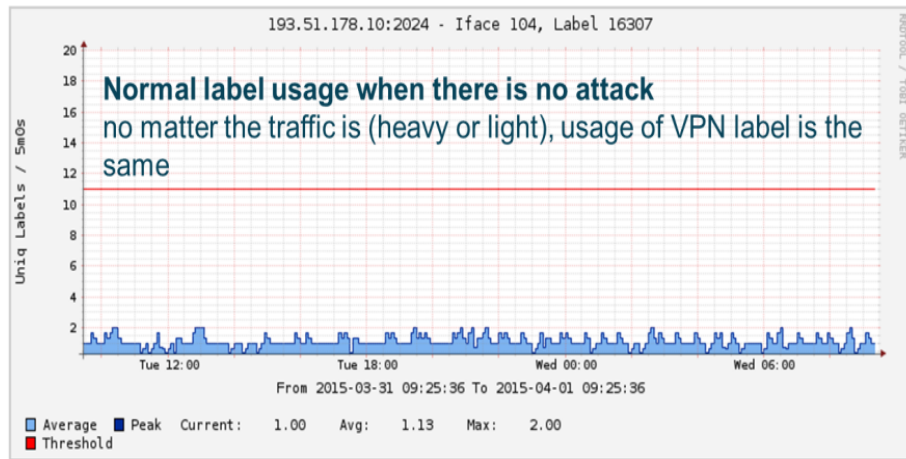 193.51.178.10:2024 - Iface 104, Label 16307
RRDTOOL / TOBI OETIKER
Uniq Labels / 5m0s
20
18
16
14
12
10
8
6
4
2
Normal label usage when there is no attack
no matter the traffic is (heavy or light), usage of VPN label is the
same
Tue 12:00 Tue 18:00 Wed 00:00 Wed 06:00
From 2015-03-31 09:25:36 To 2015-04-01 09:25:36
Average Peak Current: 1.00 Avg: 1.13 Max: 2.00
Threshold